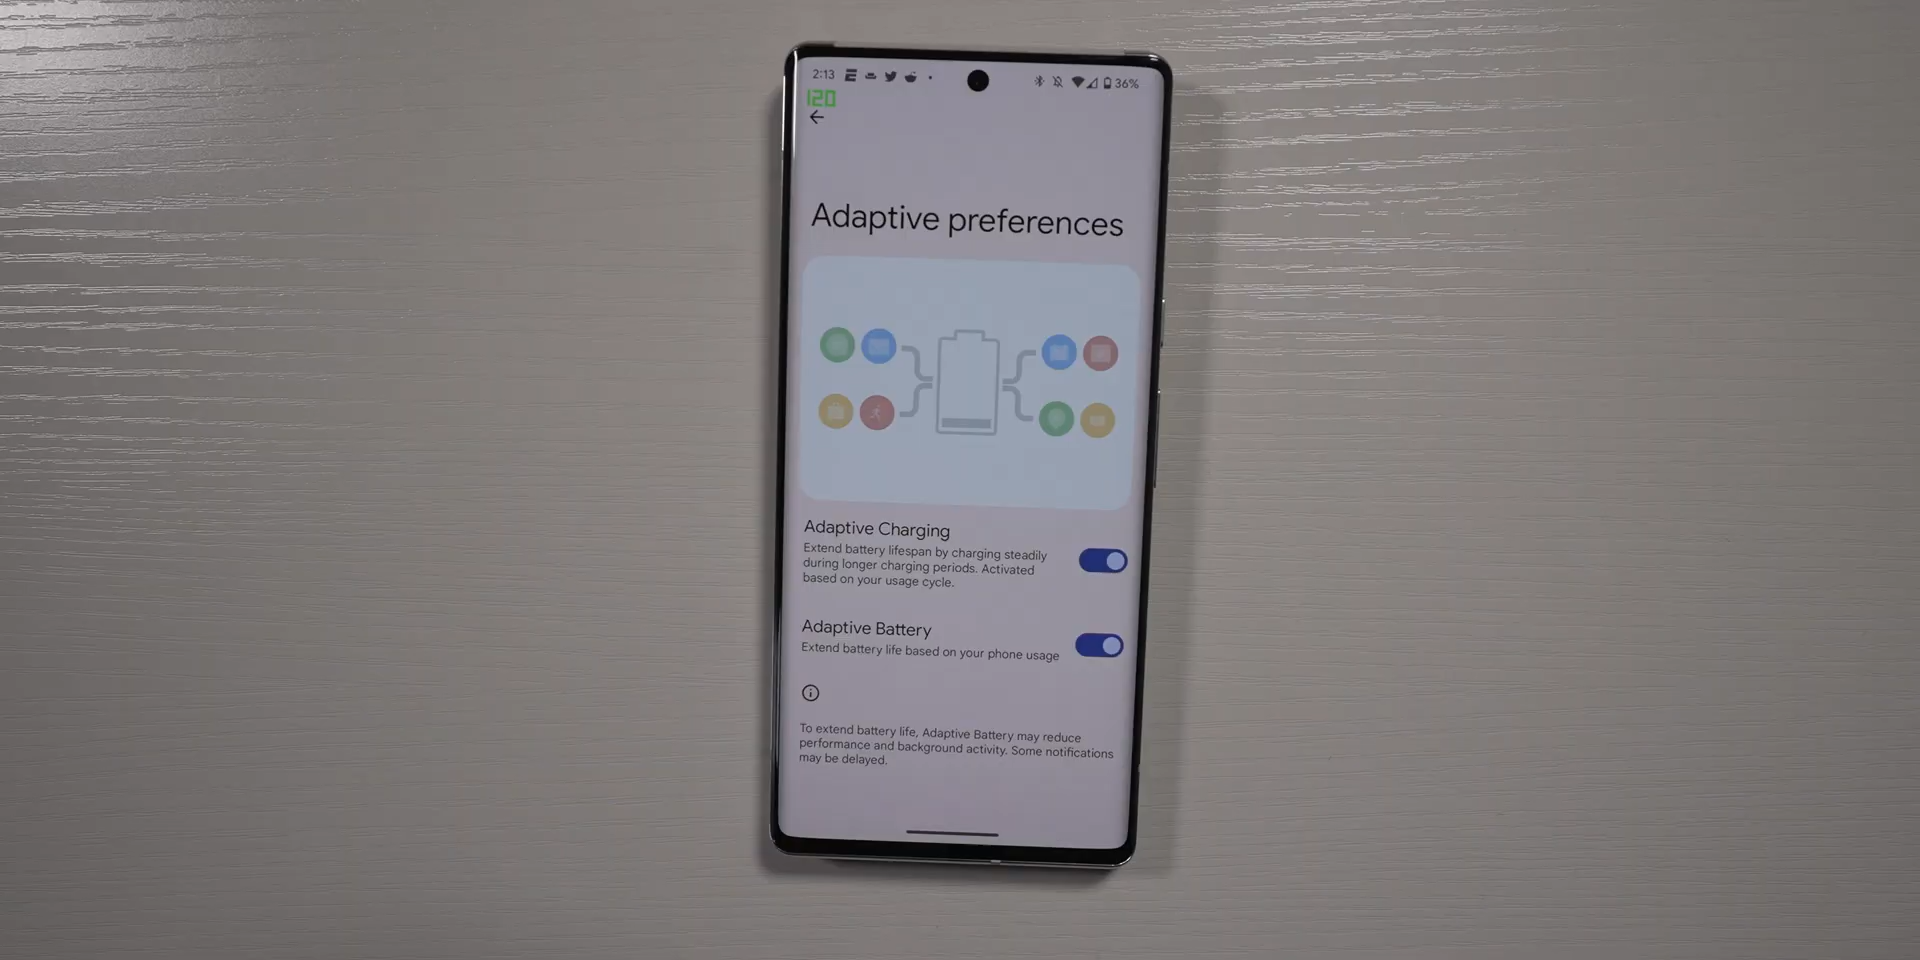 2:13
36%
120
Adaptive preferences
Adaptive Charging
Extend battery lifespan by charging steadily
during longer charging periods. Activated
based on your usage cycle.
Adaptive Battery
Extend battery life based on your phone usage
To extend battery life, Adaptive Battery may reduce
performance and background activity. Some notifications
may be delayed.